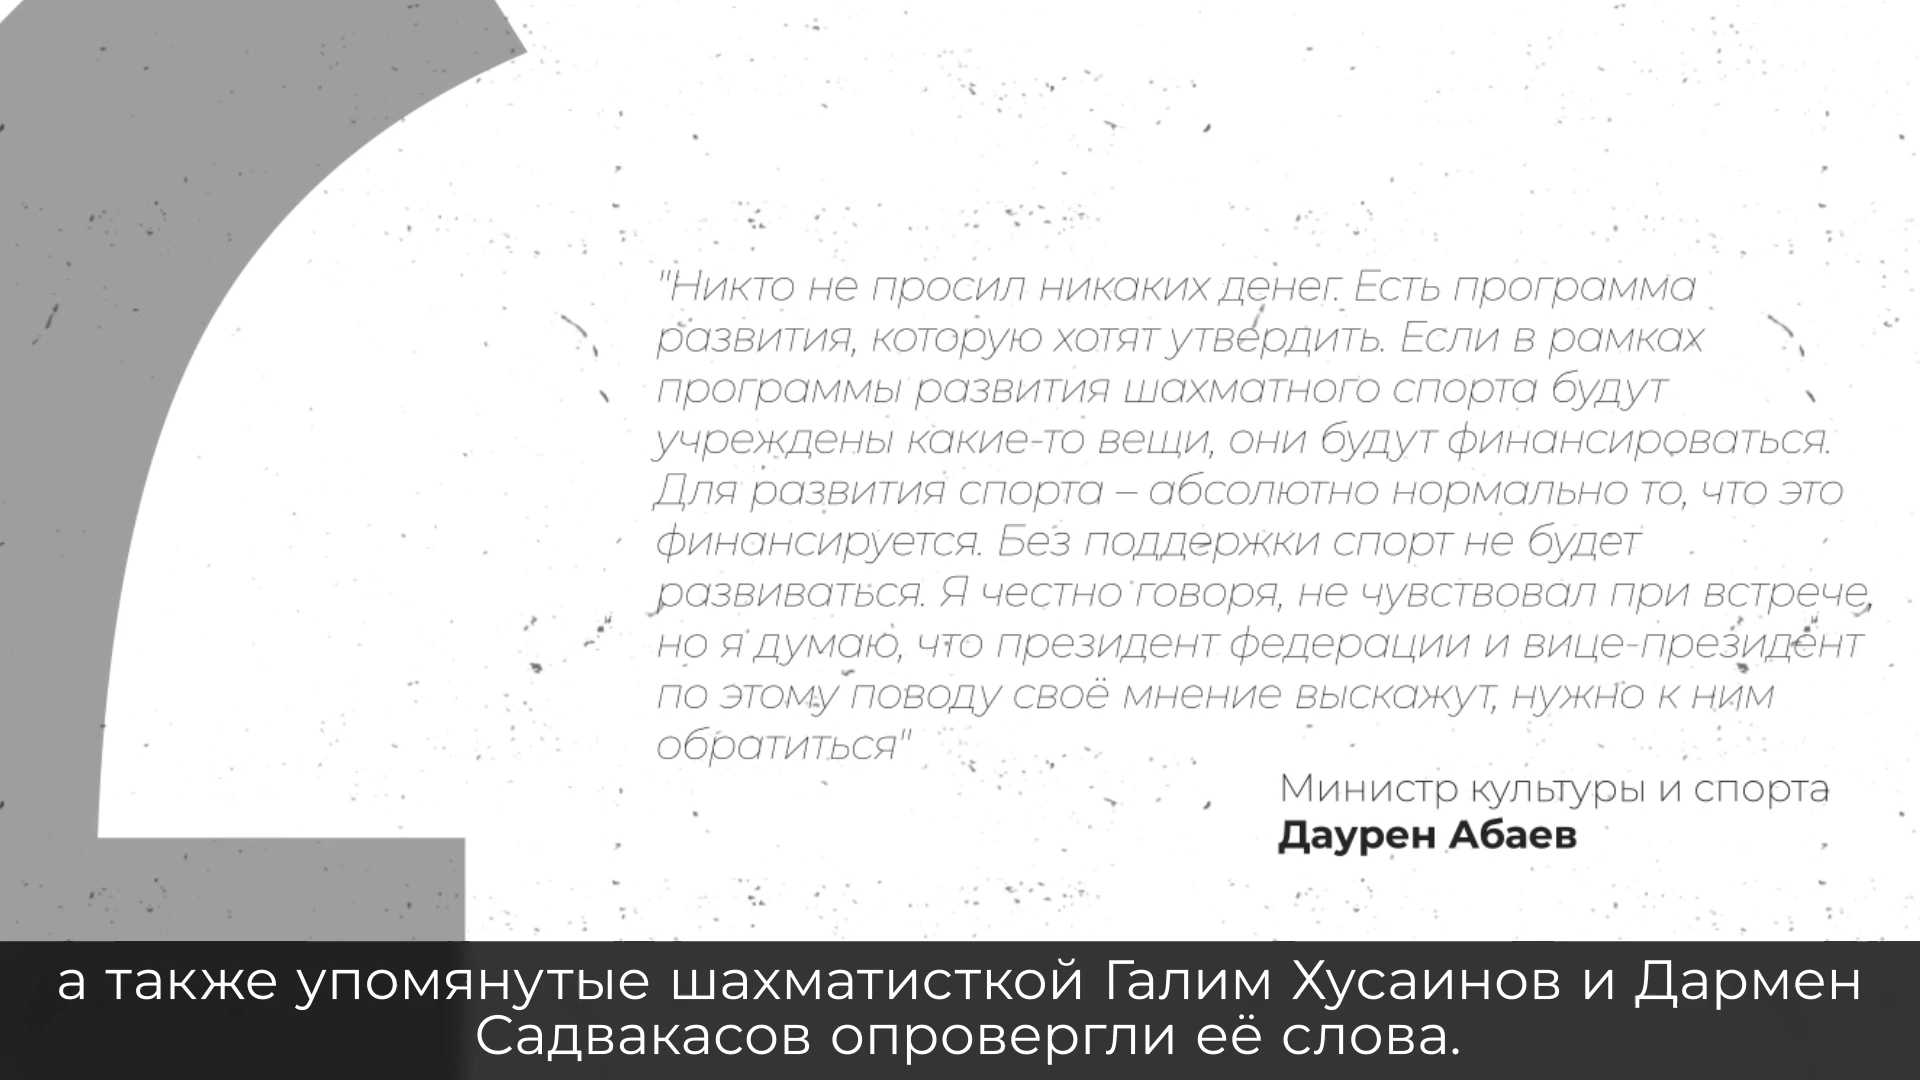 "Никто не просил никаких денег. Есть программа
развития, которую хотят утвердить. Если в рамках
программы развития шахматного спорта будут
учреждены какие-то вещи, они будут финансироваться.
Для развития спорта – абсолютно нормально то, что это
финансируется. Без поддержки спорт не будет
развиваться. Я честно говоря, не чувствовал при встрече,
но я думаю, что президент федерации и вице-президент
по этому поводу своё мнение выскажут, нужно к ним
обратиться"
Министр культуры и спорта
Даурен Абаев
а также упомянутые шахматисткой Галим Хусаинов и Дармен
Садвакасов опровергли её слова.